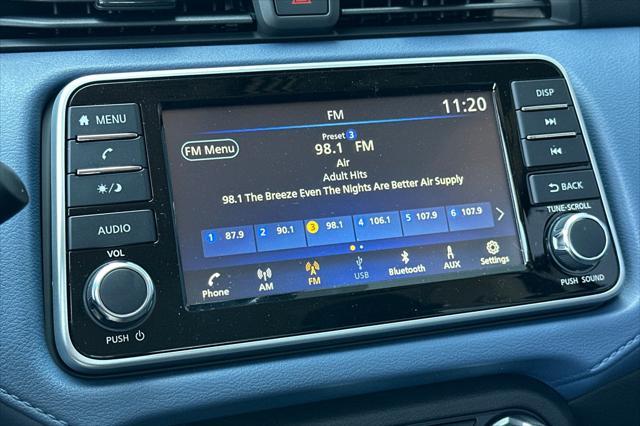 MENU
AUDIO
VOL
PUSH
FM
11:20
FM Menu
Preset 3
98.1 FM
Air
Adult Hits
98.1 The Breeze Even The Nights Are Better Air Supply
1 87.9 2 90.1 3 98.1 4 106.1 5 107.9 6 107.9
Phone AM FM USB Bluetooth AUX Settings
DISP
BACK
TUNE-SCROLL
PUSH SOUND